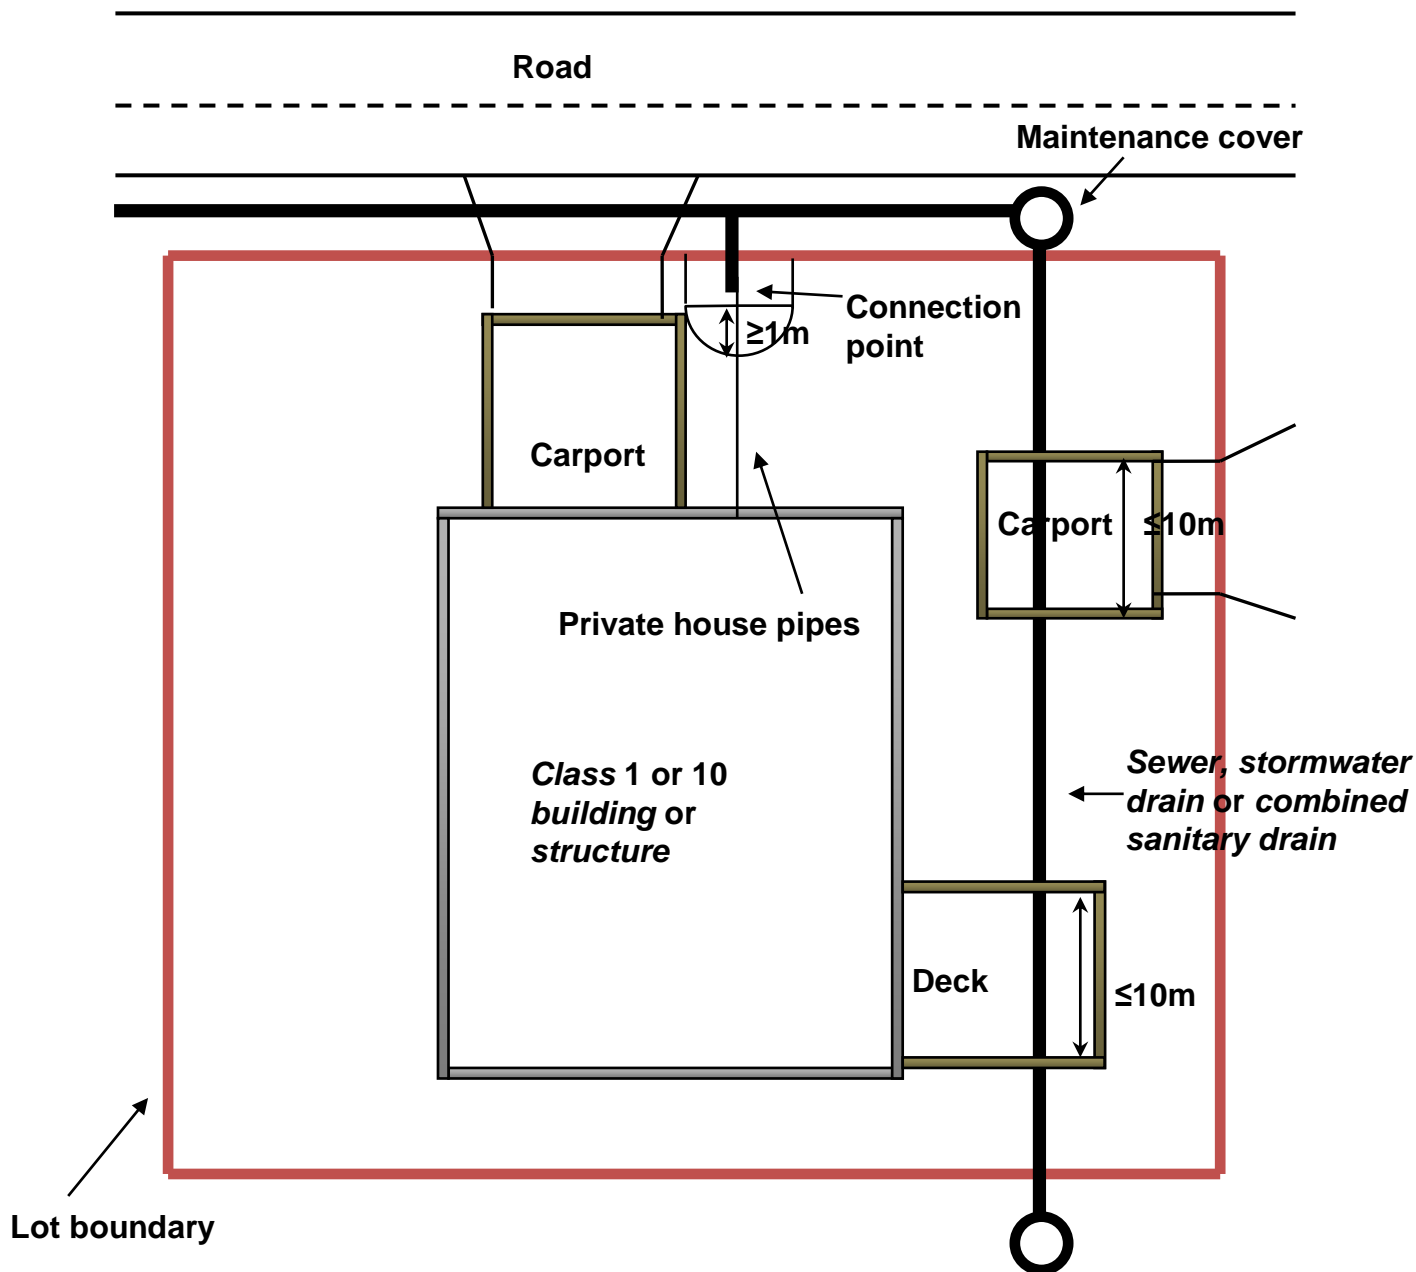 Road
Maintenance cover
Connection
point
≥1m
Carport
Carport
≤10m
Private house pipes
Class 1 or 10
building or
structure
Sewer, stormwater
drain or combined
sanitary drain
Deck
≤10m
Lot boundary